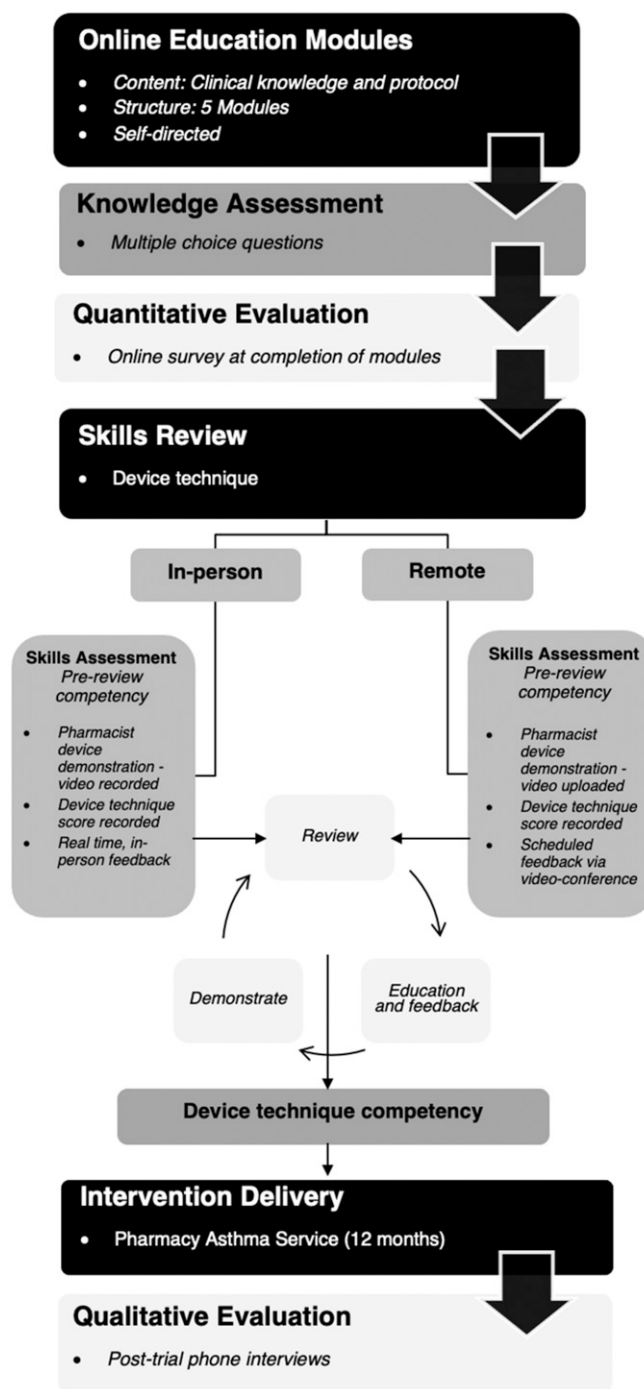 Online Education Modules
• Content: Clinical knowledge and protocol
• Structure: 5 Modules
• Self-directed
Knowledge Assessment
• Multiple choice questions
Quantitative Evaluation
• Online survey at completion of modules
Skills Review
• Device technique
In-person
Remote
Skills Assessment
Pre-review
competency
• Pharmacist
device
demonstration -
video recorded
• Device technique
score recorded
• Real time, in-
person feedback
Skills Assessment
Pre-review
competency
• Pharmacist
device
demonstration -
video uploaded
• Device technique
score recorded
• Scheduled
feedback via
video-conference
Review
Demonstrate
Education
and feedback
Device technique competency
Intervention Delivery
• Pharmacy Asthma Service (12 months)
Qualitative Evaluation
• Post-trial phone interviews